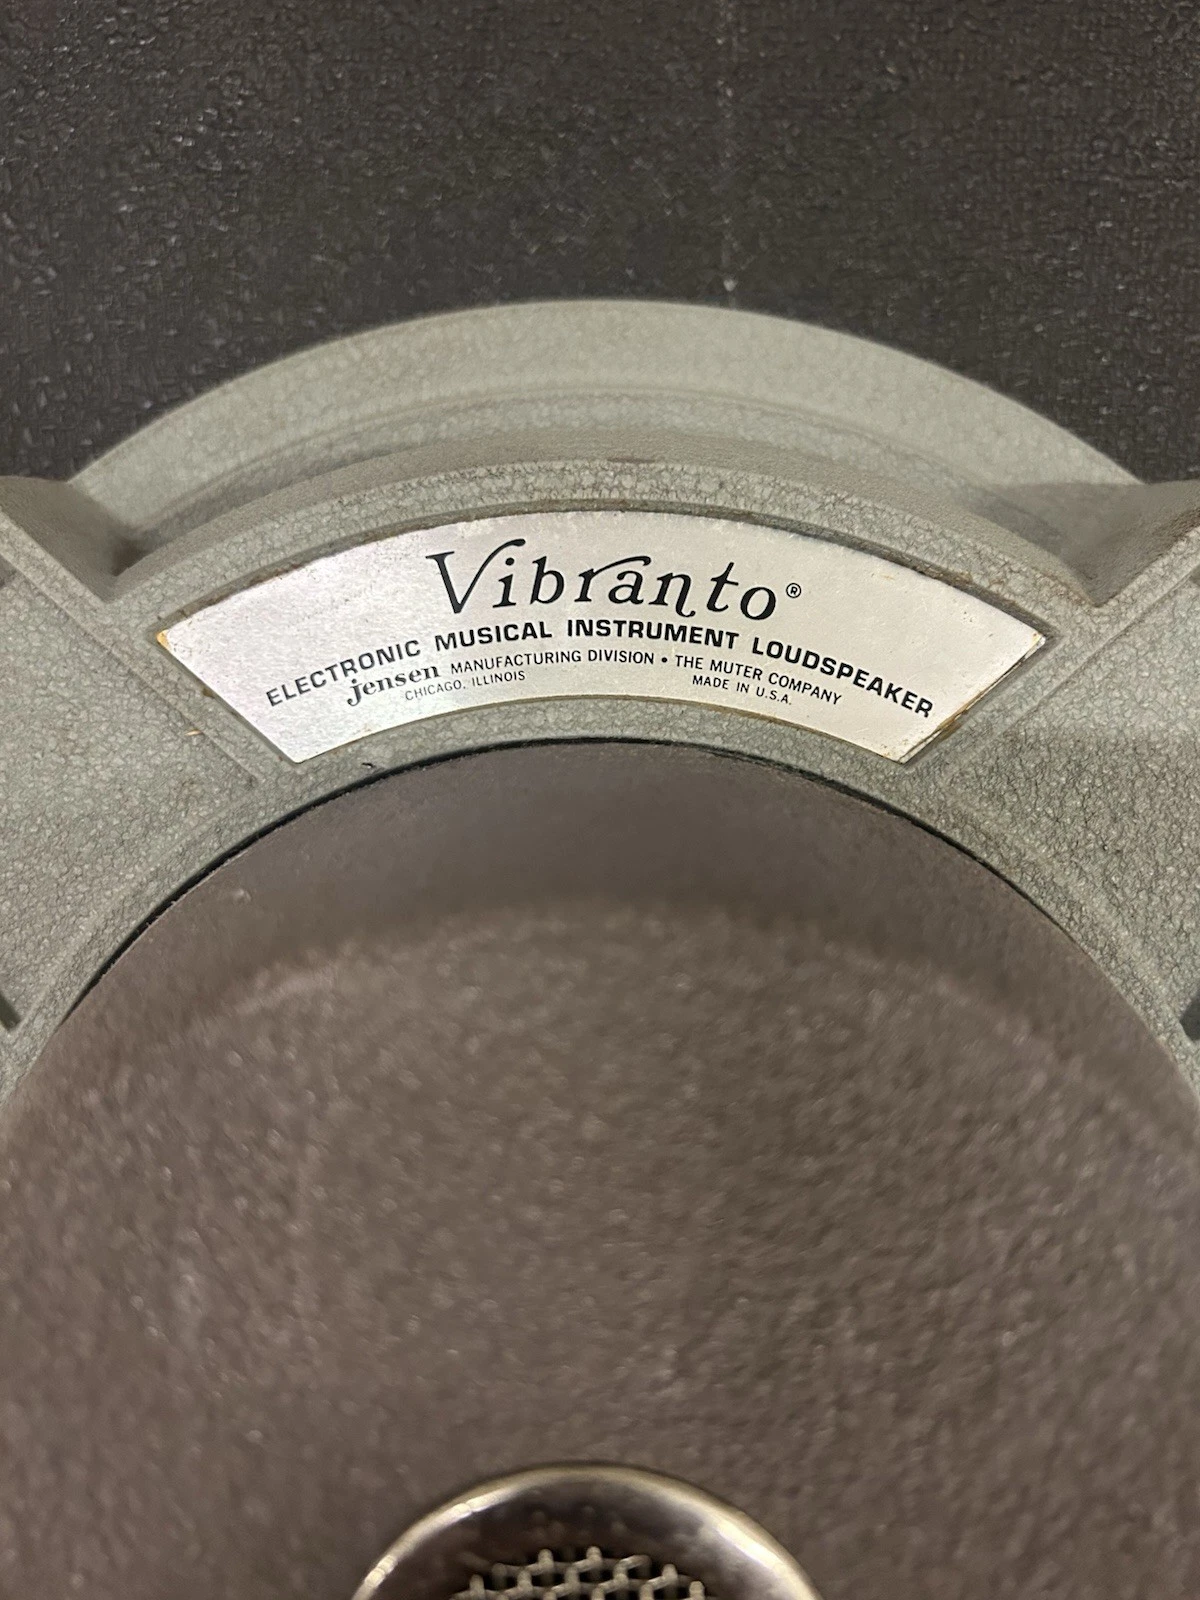 Vibranto®
ELECTRONIC MUSICAL INSTRUMENT LOUDSPEAKER
jensen MANUFACTURING DIVISION • THE MUTER COMPANY
CHICAGO, ILLINOIS MADE IN U.S.A.